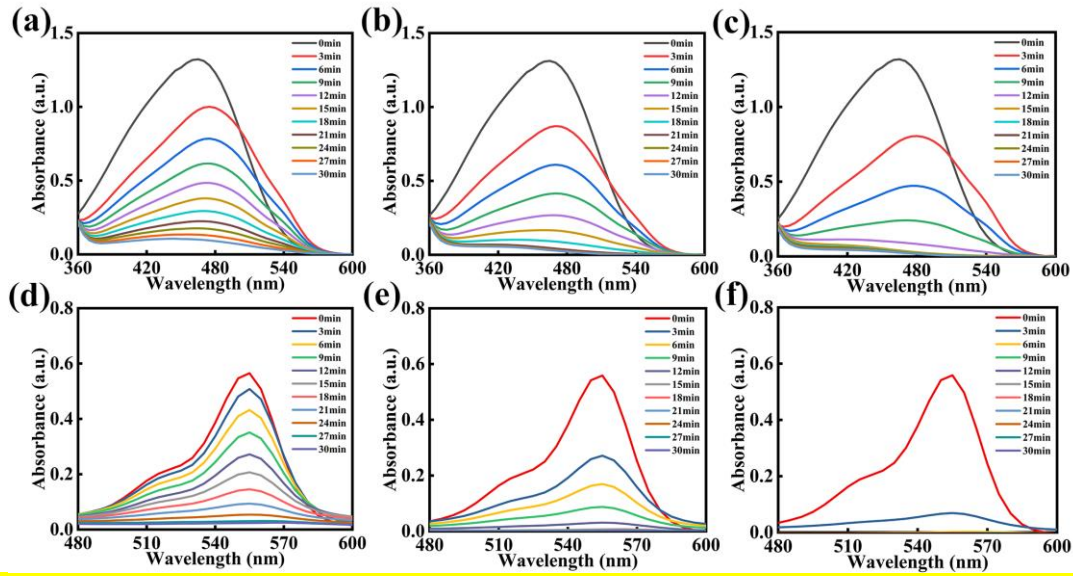 (a)
1.5
1.0
0.5
0.0
Absorbance (a.u.)
360 420 480 540 600
Wavelength (nm)
0min
3min
6min
9min
12min
15min
18min
21min
24min
27min
30min
(b)
1.5
1.0
0.5
0.0
Absorbance (a.u.)
360 420 480 540 600
Wavelength (nm)
0min
3min
6min
9min
12min
15min
18min
21min
24min
27min
30min
(c)
1.5
1.0
0.5
0.0
Absorbance (a.u.)
360 420 480 540 600
Wavelength (nm)
0min
3min
6min
9min
12min
15min
18min
21min
24min
27min
30min
(d)
0.8
0.6
0.4
0.2
0.0
Absorbance (a.u.)
480 510 540 570 600
Wavelength (nm)
0min
3min
6min
9min
12min
15min
18min
21min
24min
27min
30min
(e)
0.8
0.6
0.4
0.2
0.0
Absorbance (a.u.)
480 510 540 570 600
Wavelength (nm)
0min
3min
6min
9min
12min
15min
18min
21min
24min
27min
30min
(f)
0.8
0.6
0.4
0.2
0.0
Absorbance (a.u.)
480 510 540 570 600
Wavelength (nm)
0min
3min
6min
9min
12min
15min
18min
21min
24min
27min
30min